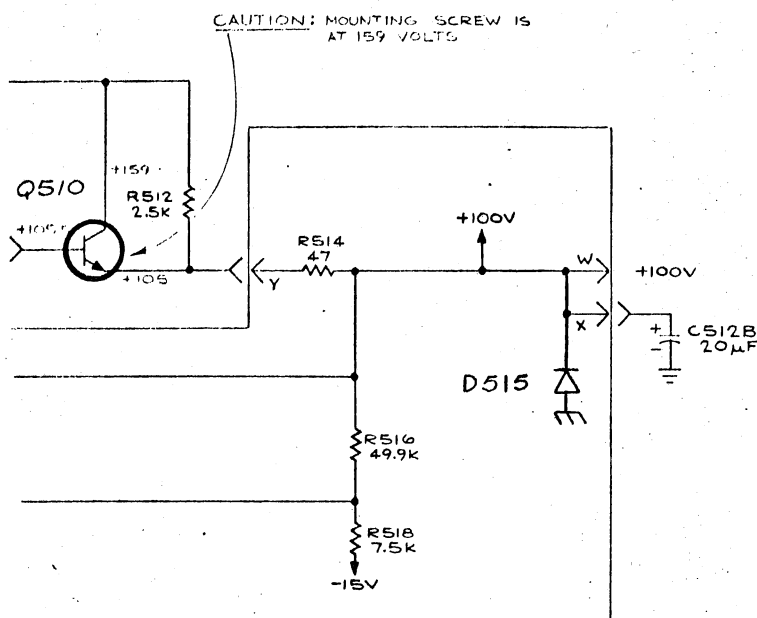 CAUTION: MOUNTING SCREW IS
AT 159 VOLTS
+159
Q510
R512
2.5K
+105
+100V
R514
47
W
+100V
+105
Y
X
C512B
+
20µF
-
D515
R516
49.9K
R518
7.5K
-15V